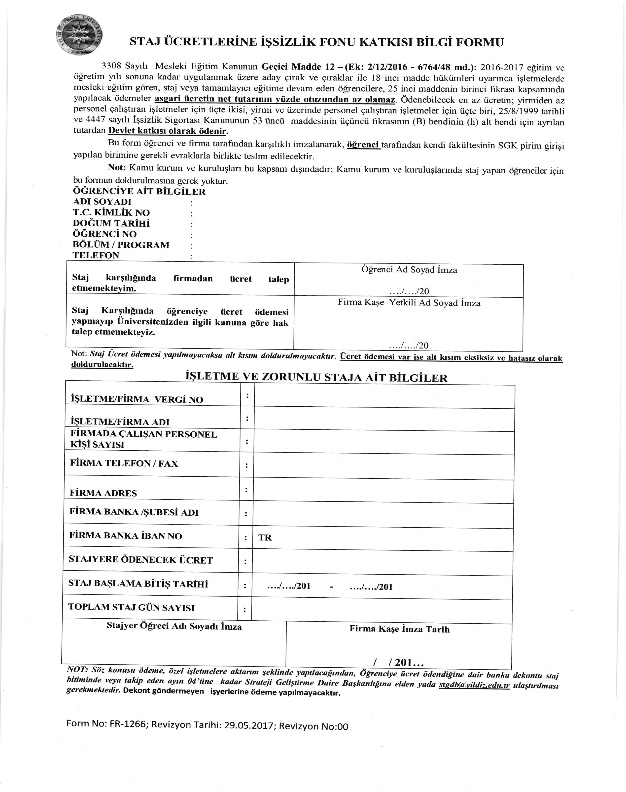 STAJ ÜCRETLERİNE İŞSİZLİK FONU KATKISI BİLGİ FORMU
3308 Sayılı Mesleki Eğitim Kanunun Geçici Madde 12 – (Ek: 2/12/2016 - 6764/48 md.): 2016-2017 eğitim ve
öğretim yılı sonuna kadar uygulanmak üzere aday çırak ve çıraklar ile 18 inci madde hükümleri uyarınca işletmelerde
mesleki eğitim gören, staj veya tamamlayıcı eğitime devam eden öğrencilere, 25 inci maddenin birinci fıkrası kapsamında
yapılacak ödemeler asgari ücretin net tutarının yüzde otuzundan az olamaz. Ödenebilecek en az ücretin; yirmiden az
personel çalıştıran işletmeler için üçte ikisi, yirmi ve üzerinde personel çalıştıran işletmeler için üçte biri, 25/8/1999 tarihli
ve 4447 sayılı İşsizlik Sigortası Kanununun 53 üncü maddesinin üçüncü fıkrasının (B) bendinin (h) alt bendi için ayrılan
tutardan Devlet katkısı olarak ödenir.
Bu form öğrenci ve firma tarafından karşılıklı imzalanarak, öğrenci tarafından kendi fakültesinin SGK pirim girişi
yapılan birimine gerekli evraklarla birlikte teslim edilecektir.
Not: Kamu kurum ve kuruluşları bu kapsam dışındadır; Kamu kurum ve kuruluşlarında staj yapan öğrenciler için
bu formun doldurulmasına gerek yoktur.
ÖĞRENCİYE AİT BİLGİLER
ADI SOYADI :
T.C. KİMLİK NO :
DOĞUM TARİHİ :
ÖĞRENCİ NO :
BÖLÜM / PROGRAM :
TELEFON :
Staj karşılığında firmadan ücret talep
etmemekteyim.
Öğrenci Ad Soyad İmza
…./…./20
Staj Karşılığında öğrenciye ücret ödemesi
yapmayıp Üniversitenizden ilgili kanuna göre hak
talep etmemekteyiz.
Firma Kaşe Yetkili Ad Soyad İmza
…./…./20
Not: Staj Ücret ödemesi yapılmayacaksa alt kısım doldurulmayacaktır. Ücret ödemesi var ise alt kısım eksiksiz ve hatasız olarak
doldurulacaktır.
İŞLETME VE ZORUNLU STAJA AİT BİLGİLER
İŞLETME/FİRMA VERGİ NO :
İŞLETME/FİRMA ADI :
FİRMADA ÇALIŞAN PERSONEL
KİŞİ SAYISI :
FİRMA TELEFON / FAX :
FİRMA ADRES :
FİRMA BANKA /ŞUBESİ ADI :
FİRMA BANKA İBAN NO : TR
STAJYERE ÖDENECEK ÜCRET :
STAJ BAŞLAMA BİTİŞ TARİHİ : …./…./201 - …./…./201
TOPLAM STAJ GÜN SAYISI :
Stajyer Öğreci Adı Soyadı İmza
Firma Kaşe İmza Tarih
/ / 201…
NOT: Söz konusu ödeme, özel işletmelere aktarım şeklinde yapılacağından, Öğrenciye ücret ödendiğine dair banka dekontu staj
bitiminde veya takip eden ayın 04'üne kadar Strateji Geliştirme Daire Başkanlığına elden yada stgdb@yildiz.edu.tr ulaştırılması
gerekmektedir. Dekont göndermeyen işyerlerine ödeme yapılmayacaktır.
Form No: FR-1266; Revizyon Tarihi: 29.05.2017; Revizyon No:00